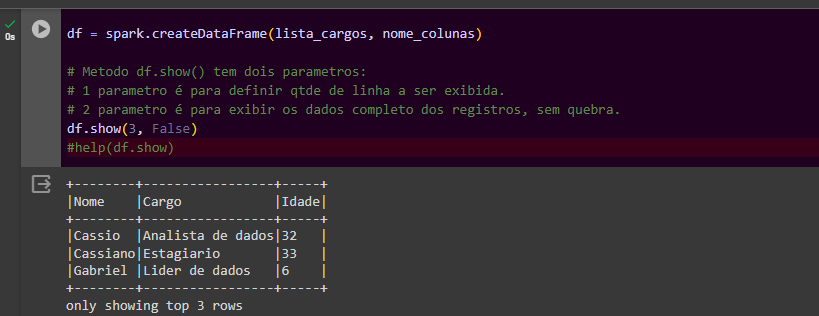 0s
df = spark.createDataFrame(lista_cargos, nome_colunas)
# Metodo df.show() tem dois parametros:
# 1 parametro é para definir qtde de linha a ser exibida.
# 2 parametro é para exibir os dados completo dos registros, sem quebra.
df.show(3, False)
#help(df.show)
+--------+-----------------+-----+
|Nome    |Cargo            |Idade|
+--------+-----------------+-----+
|Cassio  |Analista de dados|32   |
|Cassiano|Estagiario       |33   |
|Gabriel |Lider de dados   |6    |
+--------+-----------------+-----+
only showing top 3 rows